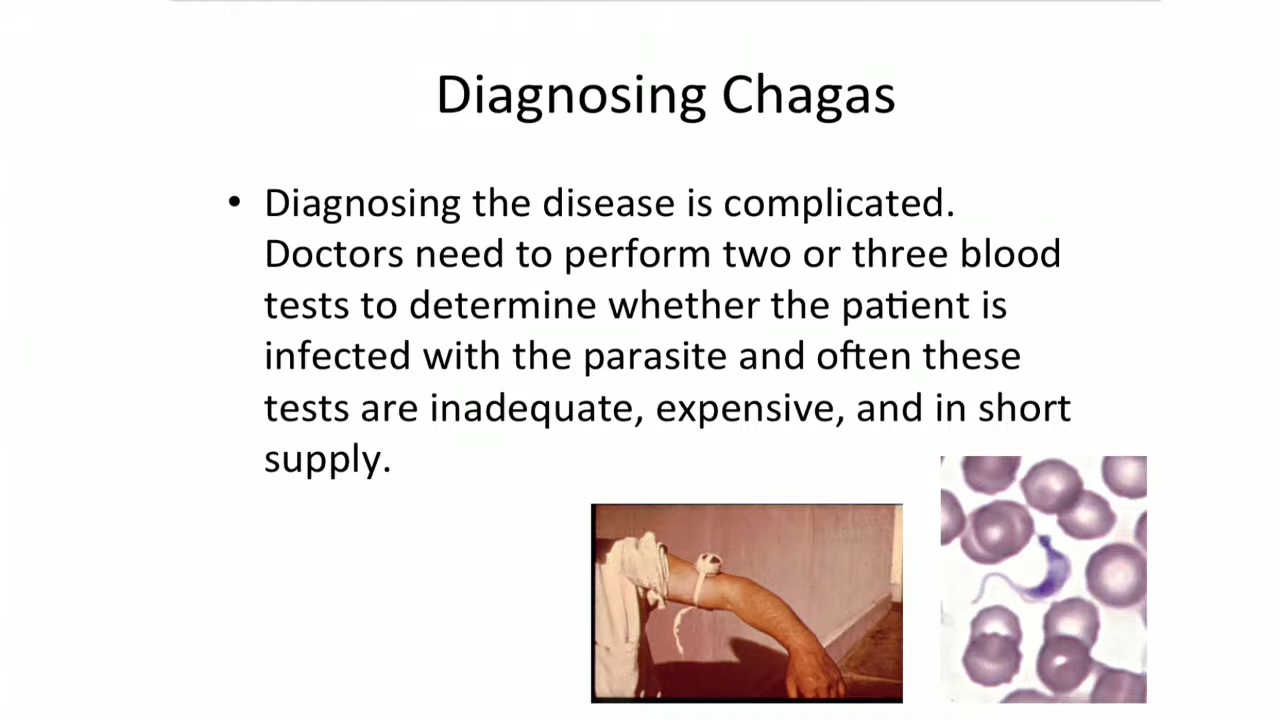 Diagnosing Chagas
• Diagnosing the disease is complicated.
Doctors need to perform two or three blood
tests to determine whether the patient is
infected with the parasite and often these
tests are inadequate, expensive, and in short
supply.